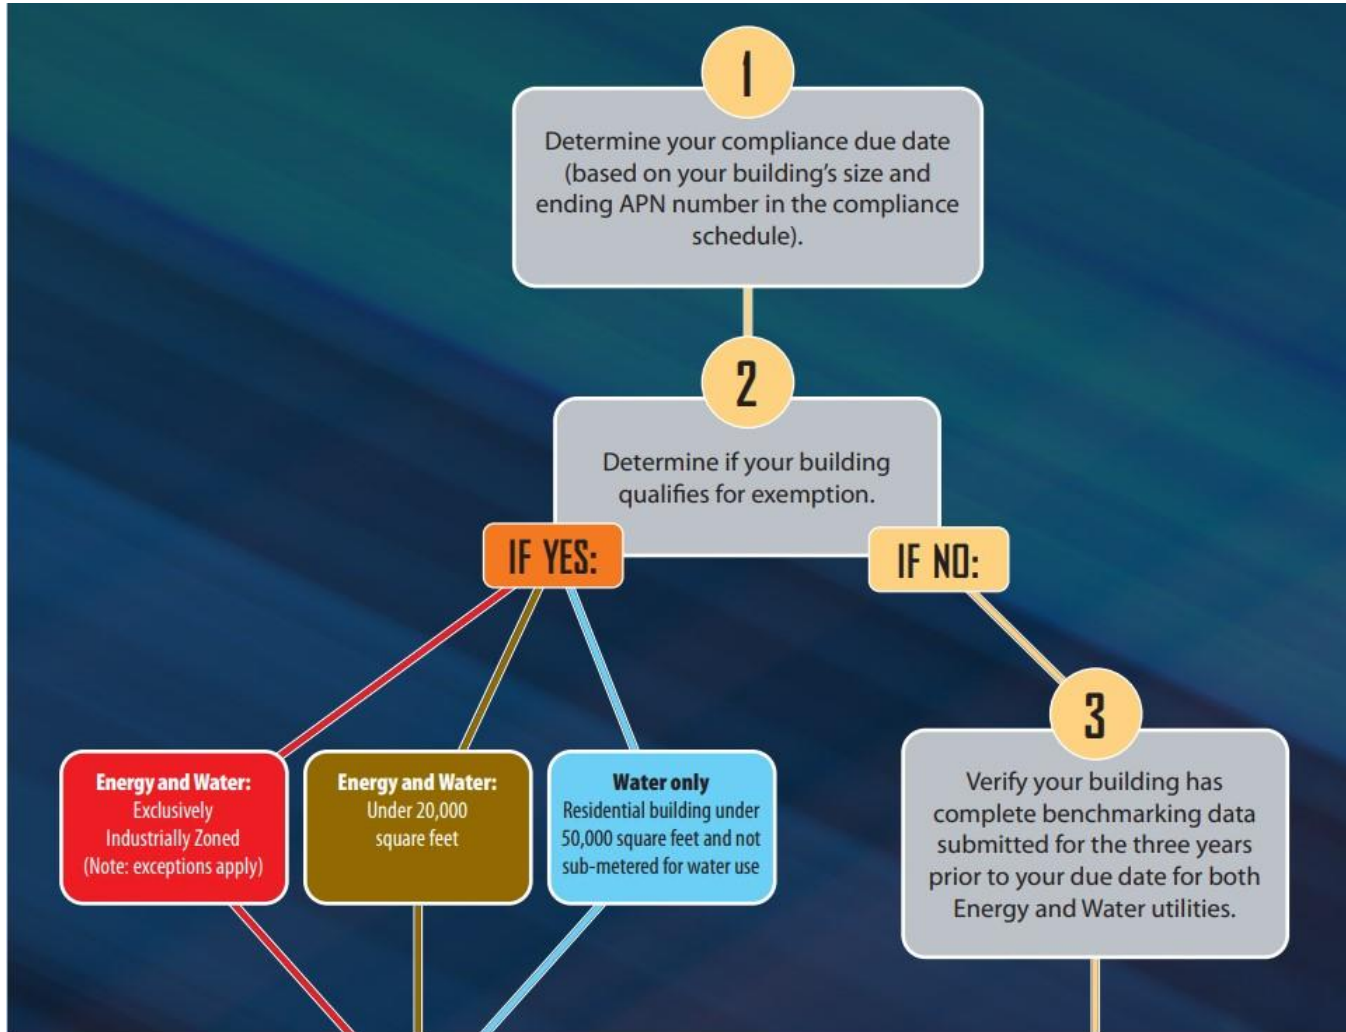 1
Determine your compliance due date
(based on your building’s size and
ending APN number in the compliance
schedule).
2
Determine if your building
qualifies for exemption.
IF YES:
IF NO:
Energy and Water:
Exclusively
Industrially Zoned
(Note: exceptions apply)
Energy and Water:
Under 20,000
square feet
Water only
Residential building under
50,000 square feet and not
sub-metered for water use
3
Verify your building has
complete benchmarking data
submitted for the three years
prior to your due date for both
Energy and Water utilities.